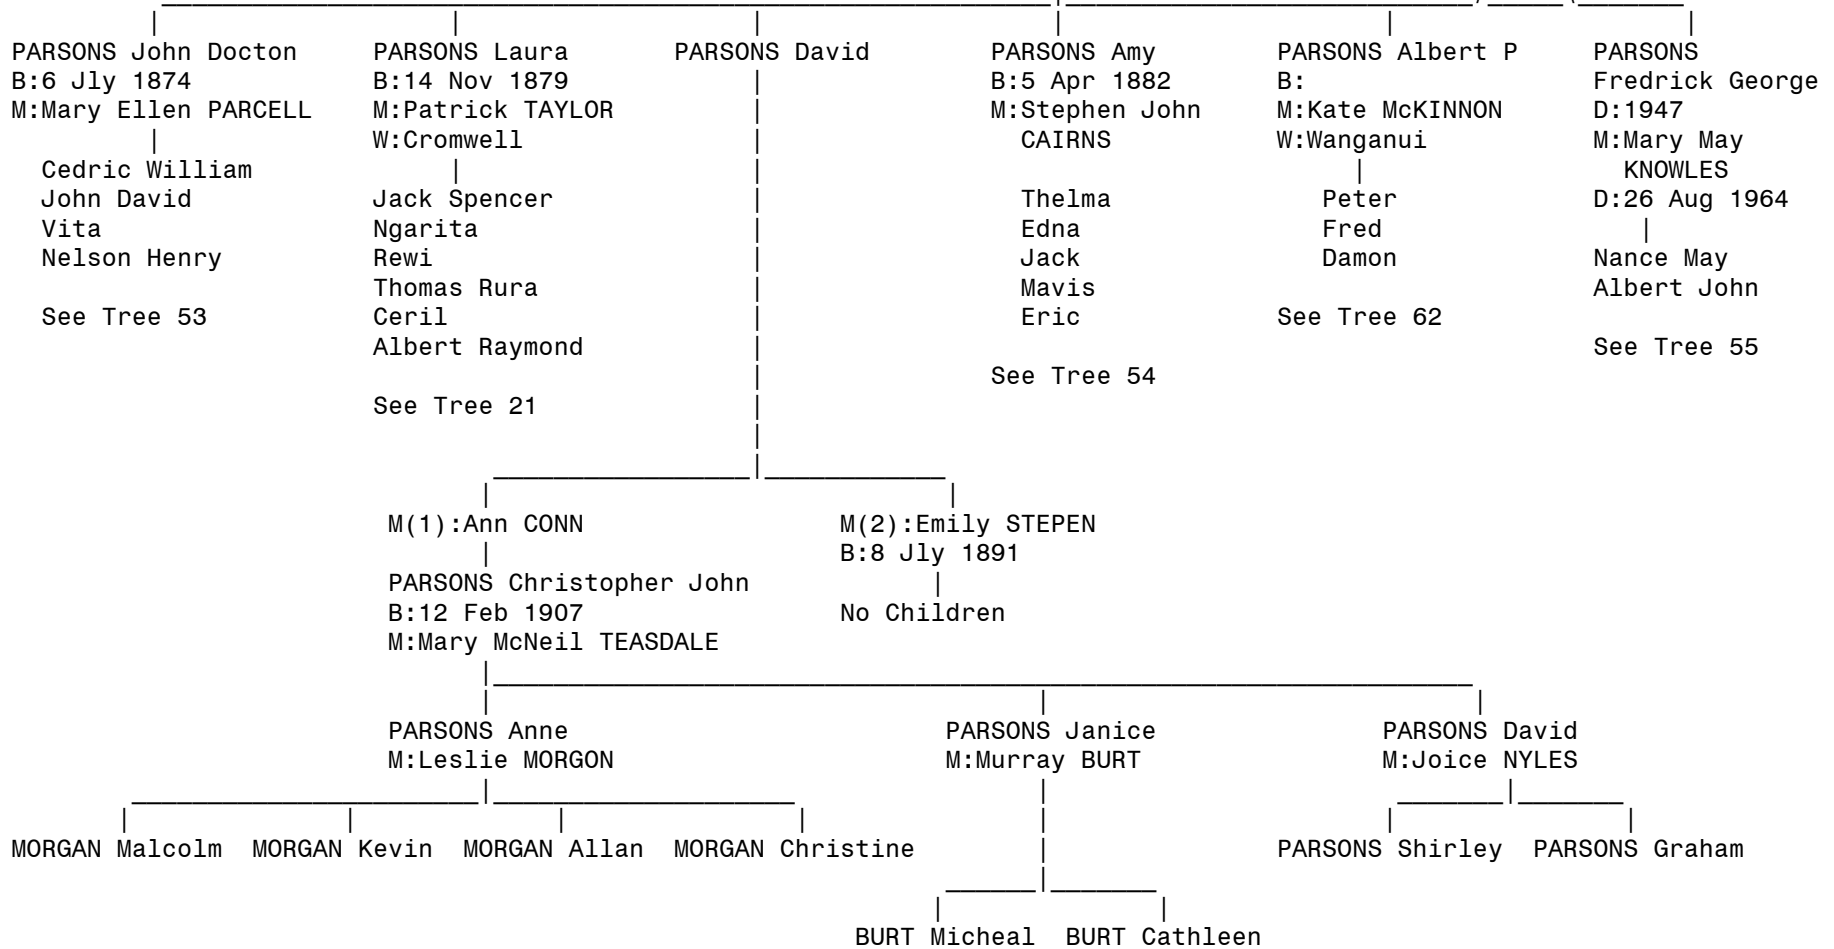 PARSONS John Docton PARSONS Laura PARSONS David PARSONS Amy PARSONS Albert P PARSONS
B:6 Jly 1874 B:14 Nov 1879 B:5 Apr 1882 B: Fredrick George
M:Mary Ellen PARCELL M:Patrick TAYLOR M:Stephen John M:Kate McKINNON D:1947
W:Cromwell CAIRNS W:Wanganui M:Mary May
Cedric William KNOWLES
John David Jack Spencer Thelma Peter D:26 Aug 1964
Vita Ngarita Edna Fred
Nelson Henry Rewi Jack Damon Nance May
Thomas Rura Mavis Albert John
See Tree 53 Ceril Eric See Tree 62
Albert Raymond See Tree 55
See Tree 54
See Tree 21
M(1):Ann CONN M(2):Emily STEPEN
B:8 Jly 1891
PARSONS Christopher John
B:12 Feb 1907 No Children
M:Mary McNeil TEASDALE
PARSONS Anne PARSONS Janice PARSONS David
M:Leslie MORGON M:Murray BURT M:Joice NYLES
MORGAN Malcolm MORGAN Kevin MORGAN Allan MORGAN Christine PARSONS Shirley PARSONS Graham
BURT Micheal BURT Cathleen